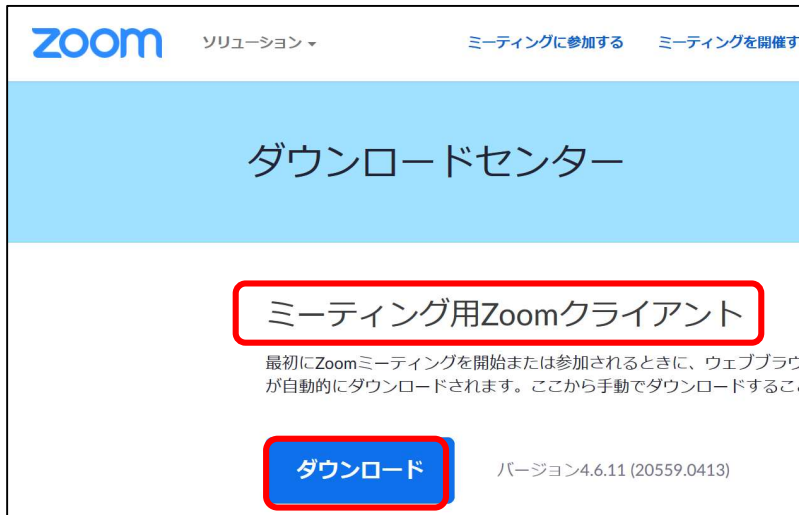 zoom ソリューション ミーティングに参加する ミーティングを開催す
ダウンロードセンター
ミーティング用Zoomクライアント
最初にZoomミーティングを開始または参加されるときに、ウェブブラウ
が自動的にダウンロードされます。ここから手動でダウンロードするこ
ダウンロード バージョン4.6.11 (20559.0413)